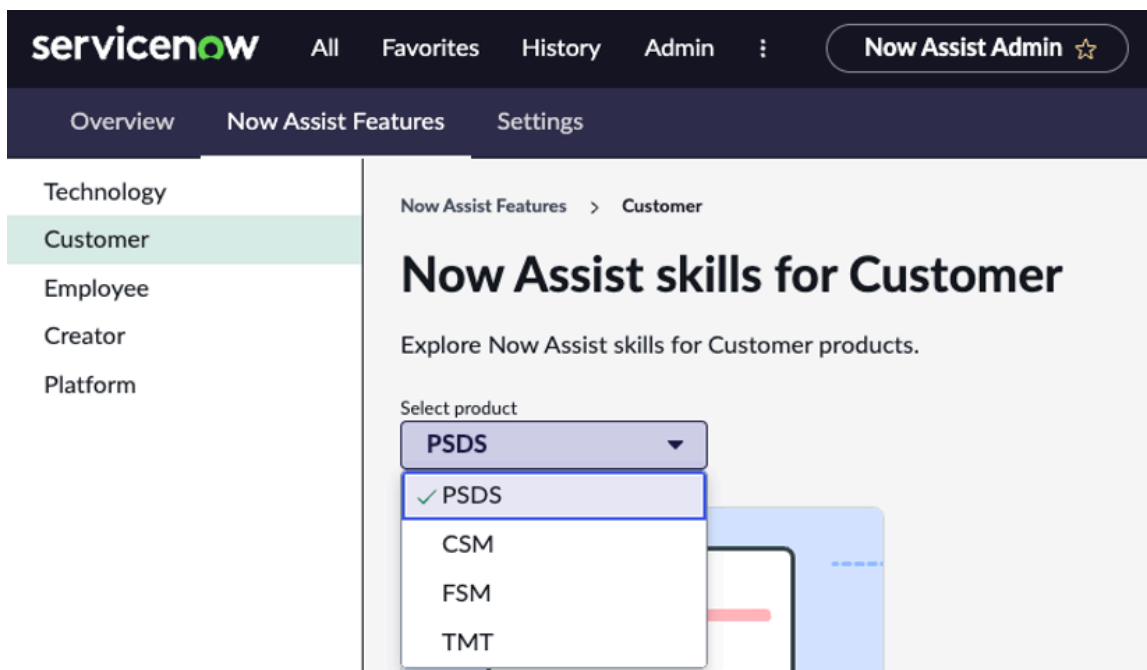 servicenow All Favorites History Admin Now Assist Admin
Overview Now Assist Features Settings
Technology
Customer
Employee
Creator
Platform
Now Assist Features > Customer
Now Assist skills for Customer
Explore Now Assist skills for Customer products.
Select product
PSDS
PSDS
CSM
FSM
TMT